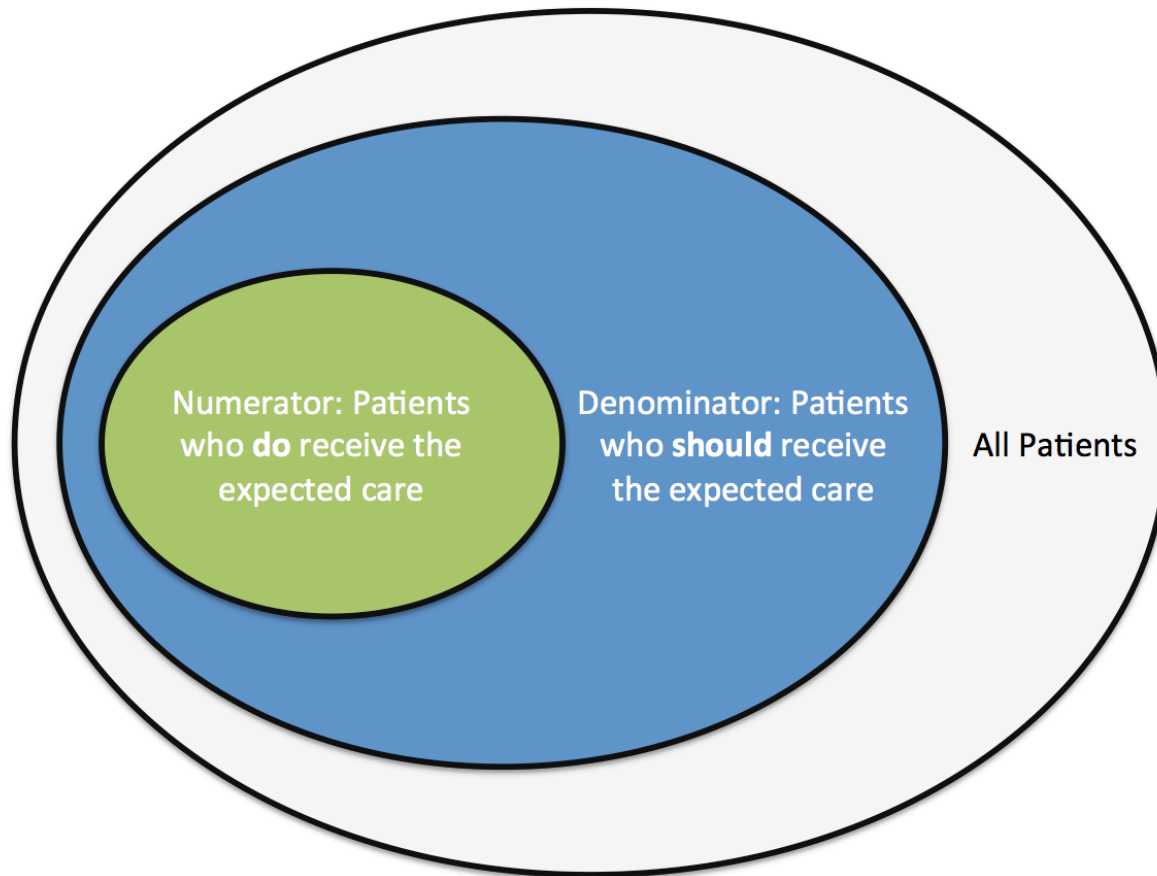 Numerator: Patients
who do receive the
expected care
Denominator: Patients
who should receive
the expected care
All Patients